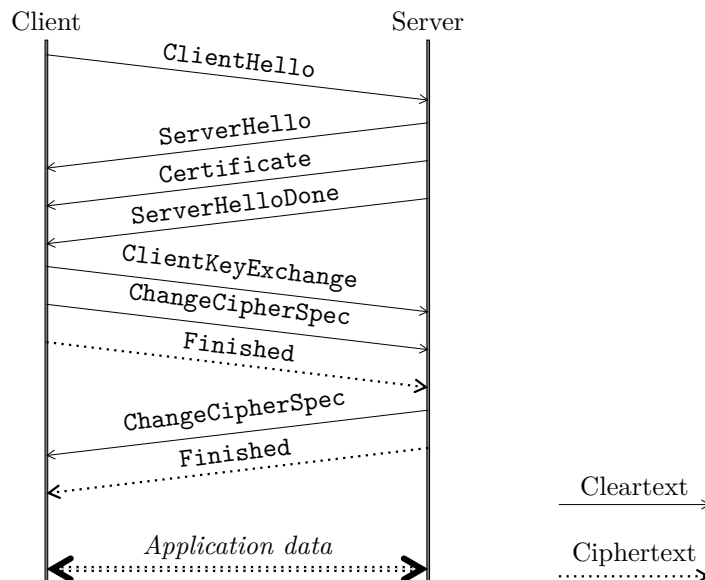 Client
Server
ClientHello
ServerHello
Certificate
ServerHelloDone
ClientKeyExchange
ChangeCipherSpec
Finished
ChangeCipherSpec
Finished
Application data
Cleartext
Ciphertext